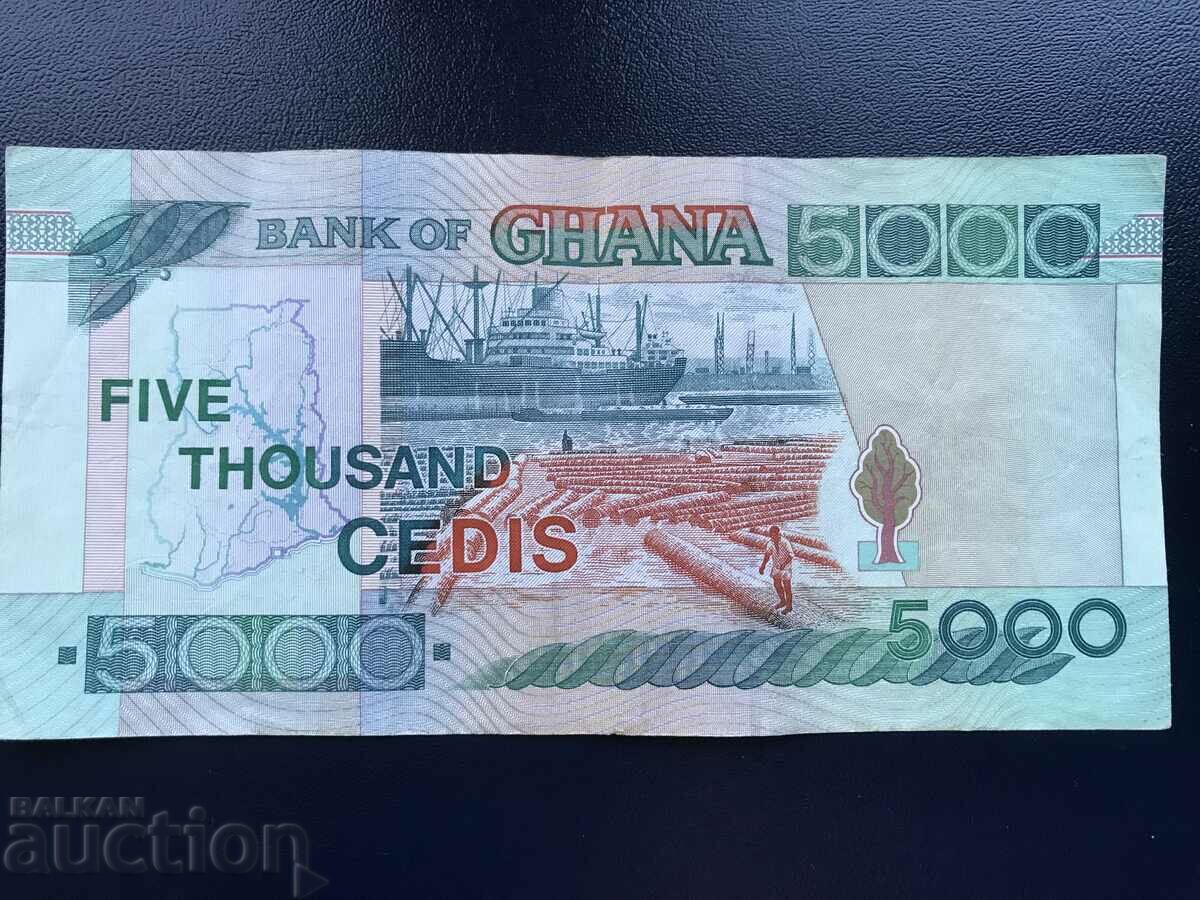 BANK OF GHANA 5000
FIVE
THOUSAND
CEDIS
5000
5000
BALKAN
auction